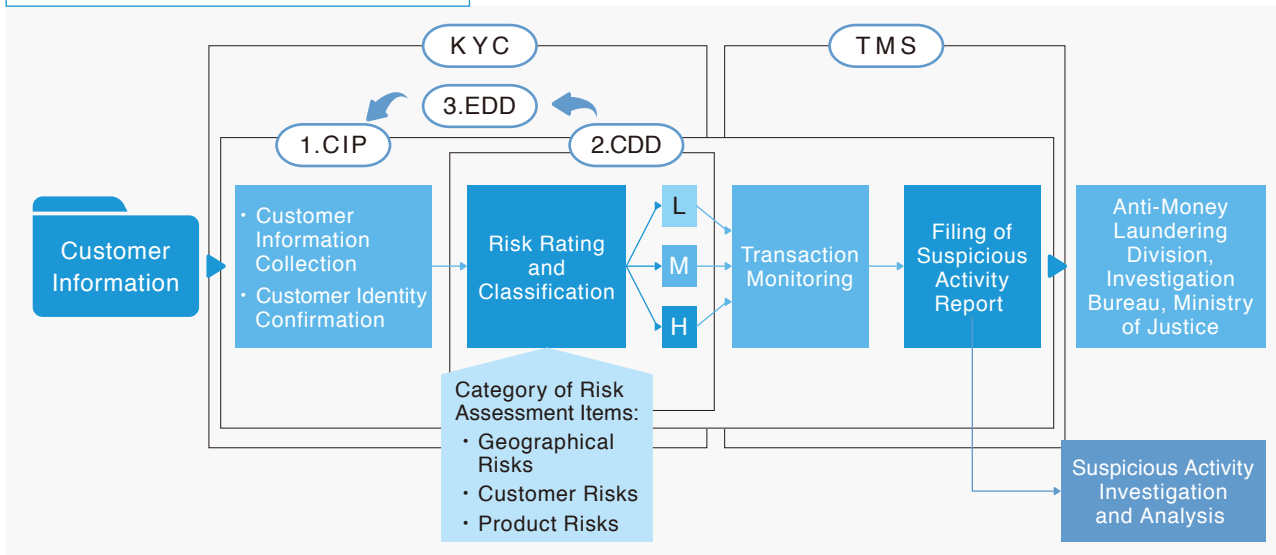 KYC
TMS
3.EDD
1.CIP
2.CDD
Customer
Information
・Customer
Information
Collection
・Customer Identity
Confirmation
Risk Rating
and
Classification
L
M
H
Transaction
Monitoring
Filing of
Suspicious
Activity
Report
Anti-Money
Laundering
Division,
Investigation
Bureau, Ministry
of Justice
Category of Risk
Assessment Items:
・Geographical
Risks
・Customer Risks
・Product Risks
Suspicious Activity
Investigation
and Analysis